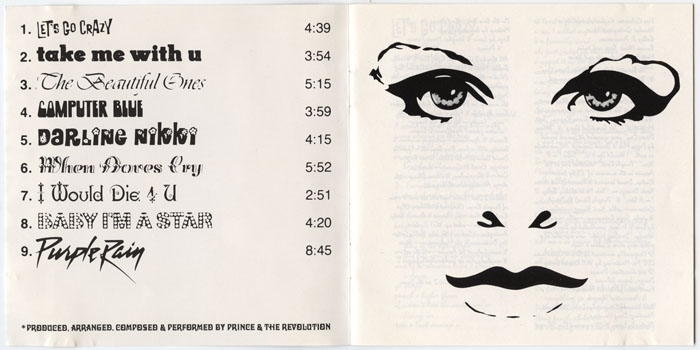 1. LET'S GO CRAZY 4:39
2. take me with u 3:54
3. The Beautiful Ones 5:15
4. COMPUTER BLUE 3:59
5. DARLING NIKKI 4:15
6. When Doves Cry 5:52
7. I Would Die 4 U 2:51
8. BABY I'M A STAR 4:20
9. Purple Rain 8:45
*PRODUCED, ARRANGED, COMPOSED & PERFORMED BY PRINCE & THE REVOLUTION